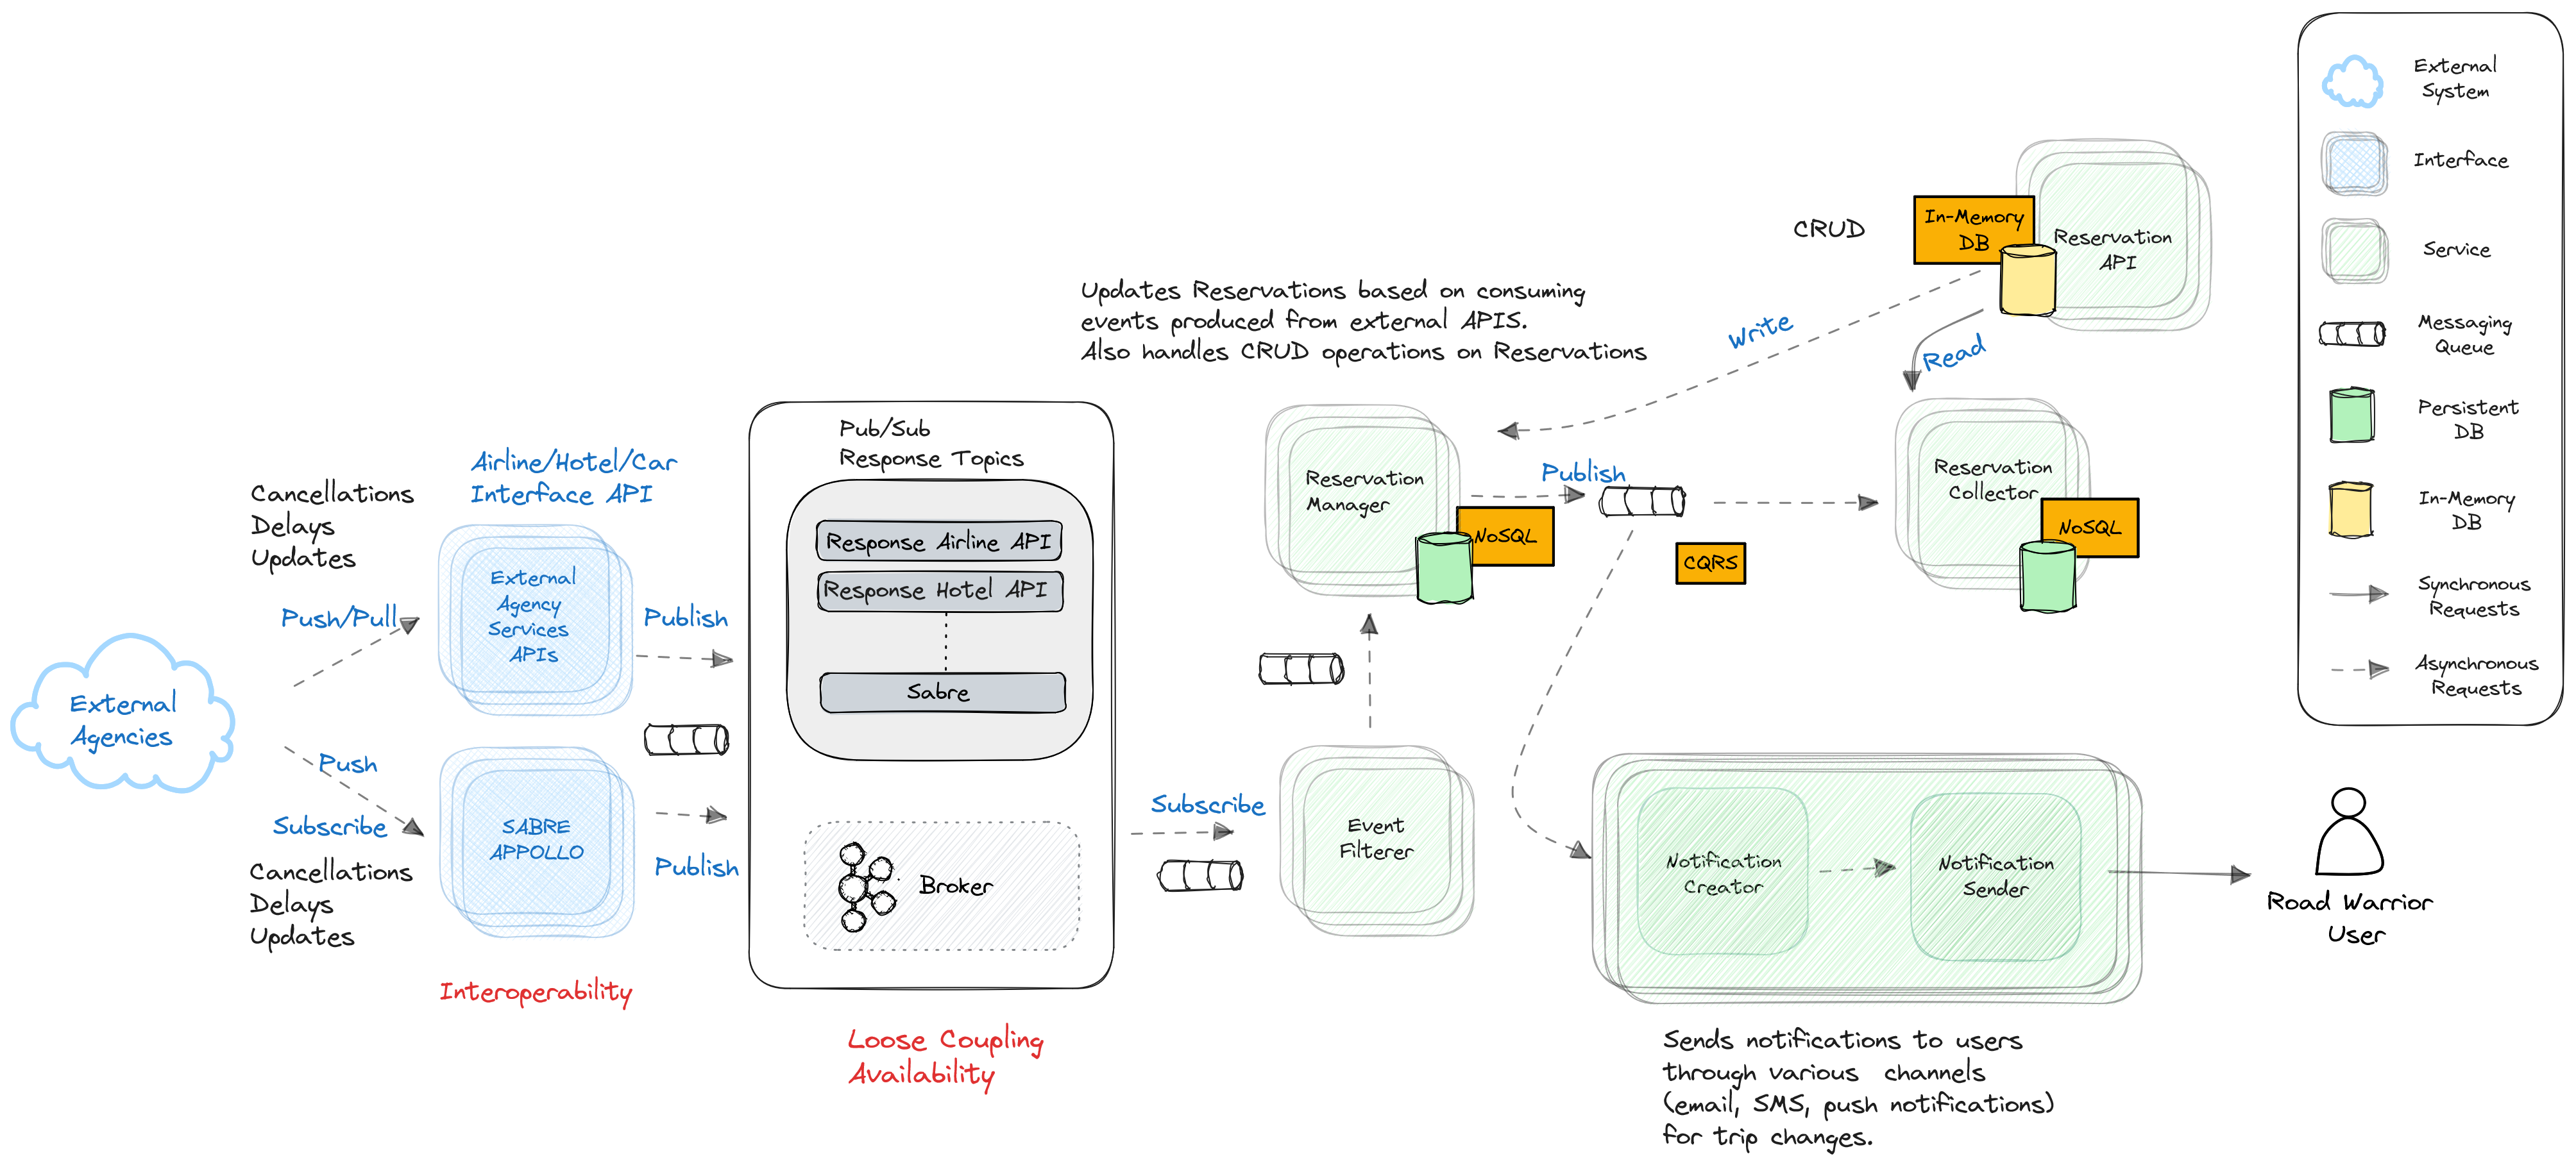 External
Agencies
Cancellations
Delays
Updates
Push/Pull
Push
Subscribe
Cancellations
Delays
Updates
Airline/Hotel/Car
Interface API
External
Agency
Services
APIs
SABRE
APPOLLO
Interoperability
Publish
Publish
Pub/Sub
Response Topics
Response Airline API
Response Hotel API
Sabre
Broker
Loose Coupling
Availability
Subscribe
Event
Filterer
Updates Reservations based on consuming
events produced from external APIS.
Also handles CRUD operations on Reservations
Reservation
Manager
NoSQL
Publish
CQRS
Write
Read
CRUD
In-Memory
DB
Reservation
API
Reservation
Collector
NoSQL
Notification
Creator
Notification
Sender
Sends notifications to users
through various channels
(email, SMS, push notifications)
for trip changes.
Road Warrior
User
External
System
Interface
Service
Messaging
Queue
Persistent
DB
In-Memory
DB
Synchronous
Requests
Asynchronous
Requests